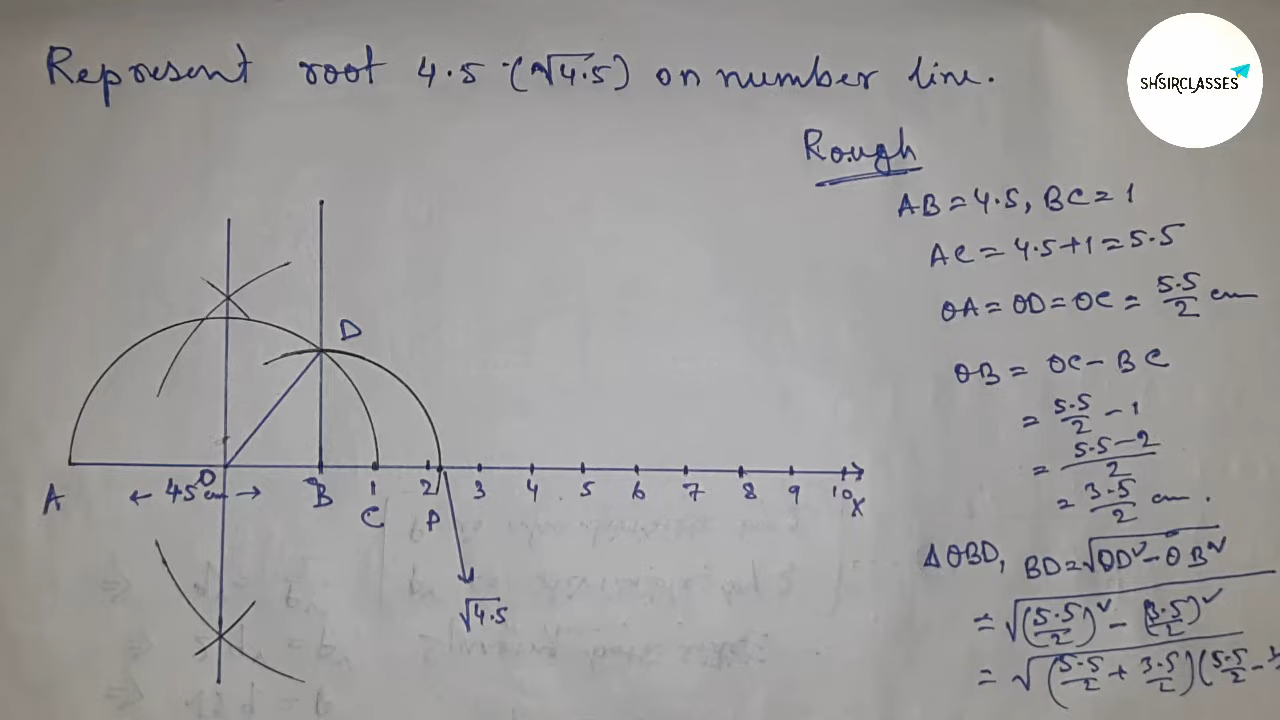 Represent root 4.5 (√4.5) on number line.
SHSIRCLASSES
Rough
AB = 4.5, BC = 1
AC = 4.5+1 = 5.5
OA = OD = OC = 5.5/2 cm
OB = OC - BC
= 5.5/2 - 1
= 5.5-2/2
= 3.5/2 cm.
D
A ← 4.5 cm → O B 1 2 3 4 5 6 7 8 9 10 X
C P
√4.5
Δ OBD, BD = √OD² - OB²
= √(5.5/2)² - (3.5/2)²
= √(5.5/2 + 3.5/2)(5.5/2 -